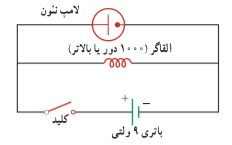 لامپ نئون
القاگر (۱۰۰۰ دور یا بالاتر)
+ −
کلید
باتری ۹ ولتی